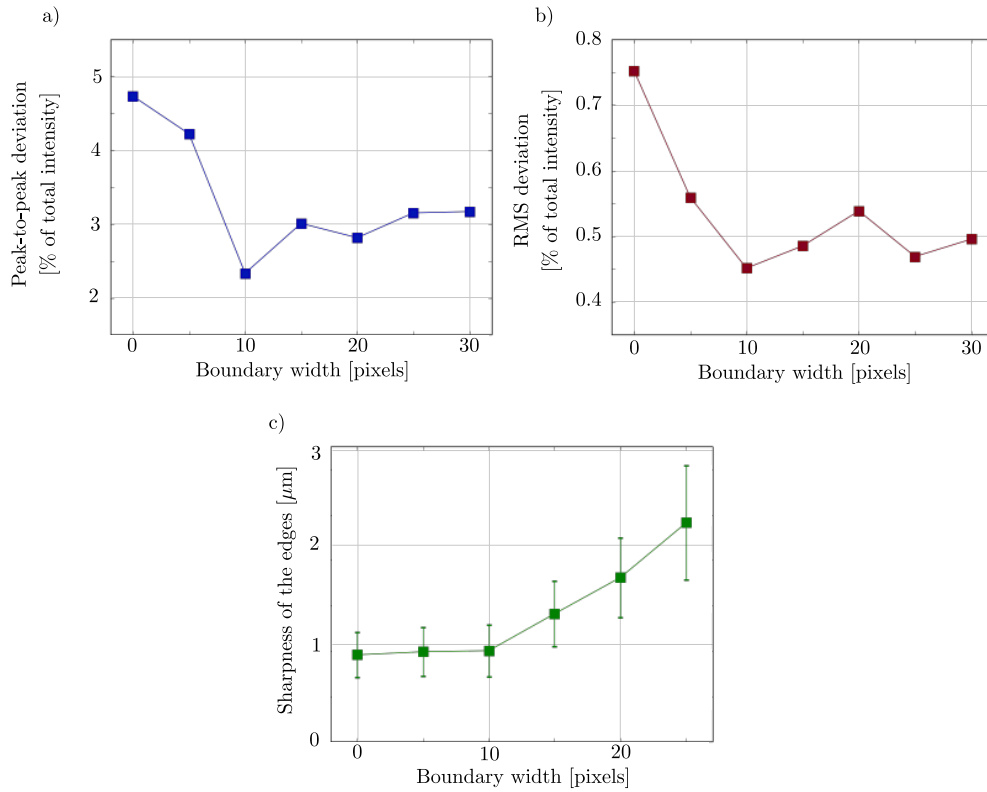 a)
Peak-to-peak deviation
[% of total intensity]
5
4
3
2
0
10
20
30
Boundary width [pixels]
b)
RMS deviation
[% of total intensity]
0.8
0.7
0.6
0.5
0.4
0
10
20
30
Boundary width [pixels]
c)
Sharpness of the edges [μm]
3
2
1
0
0
10
20
Boundary width [pixels]